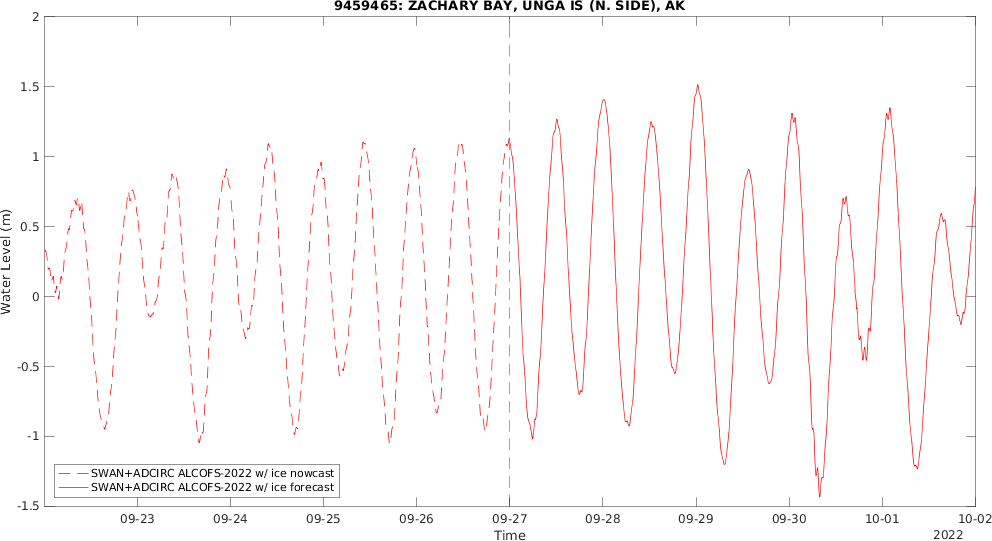 9459465: ZACHARY BAY, UNGA IS (N. SIDE), AK
2
1.5
1
0.5
0
-0.5
-1
-1.5
Water Level (m)
SWAN+ADCIRC ALCOFS-2022 w/ ice nowcast
SWAN+ADCIRC ALCOFS-2022 w/ ice forecast
09-23 09-24 09-25 09-26 09-27 09-28 09-29 09-30 10-01 10-02
Time
2022